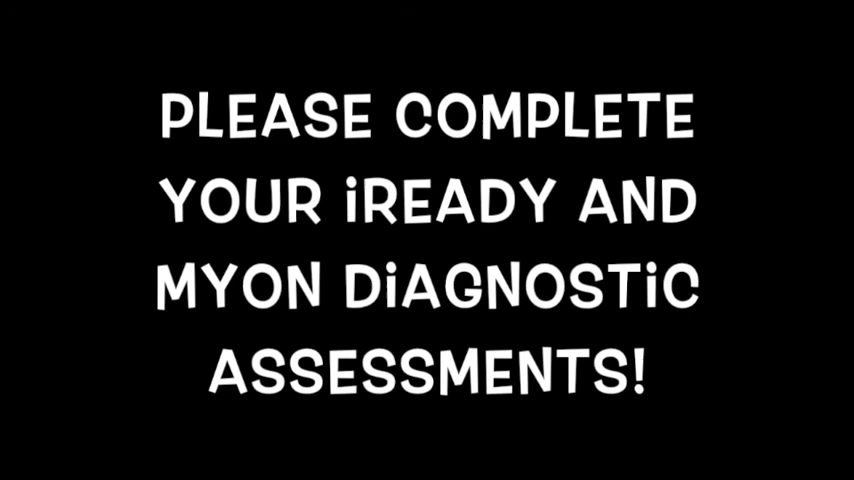 PLEASE COMPLETE
YOUR iREADY AND
MYON DiAGNOSTiC
ASSESSMENTS!